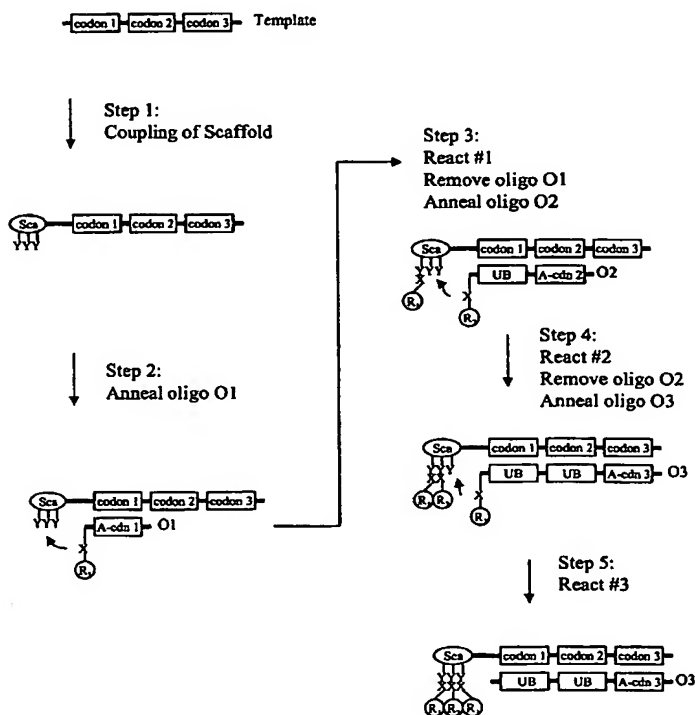 codon 1 codon 2 codon 3 Template
Step 1:
Coupling of Scaffold
Sca codon 1 codon 2 codon 3
Y Y Y
Step 2:
Anneal oligo O1
Sca codon 1 codon 2 codon 3
Y Y Y
A-cdn 1 O1
X
R
Step 3:
React #1
Remove oligo O1
Anneal oligo O2
Sca codon 1 codon 2 codon 3
UB A-cdn 2 O2
X
R R
Step 4:
React #2
Remove oligo O2
Anneal oligo O3
Sca codon 1 codon 2 codon 3
UB UB A-cdn 3 O3
X
R R R
Step 5:
React #3
Sca codon 1 codon 2 codon 3
UB UB A-cdn 3 O3
R R R